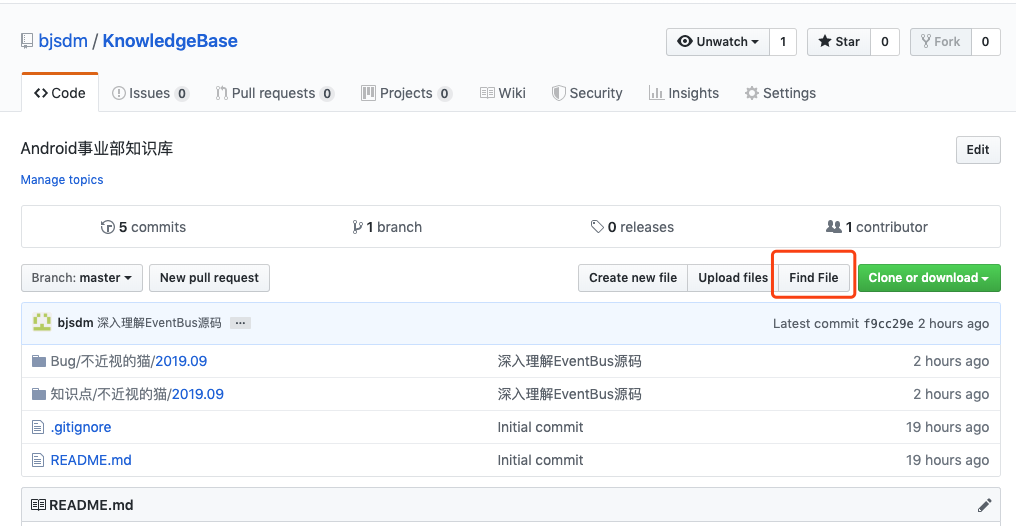 bjsdm / KnowledgeBase
Unwatch 1 Star 0 Fork 0
Code Issues 0 Pull requests 0 Projects 0 Wiki Security Insights Settings
Android事业部知识库
Edit
Manage topics
5 commits 1 branch 0 releases 1 contributor
Branch: master New pull request Create new file Upload files Find File Clone or download
bjsdm 深入理解EventBus源码 ... Latest commit f9cc29e 2 hours ago
Bug/不近视的猫/2019.09 深入理解EventBus源码 2 hours ago
知识点/不近视的猫/2019.09 深入理解EventBus源码 2 hours ago
.gitignore Initial commit 19 hours ago
README.md Initial commit 19 hours ago
README.md